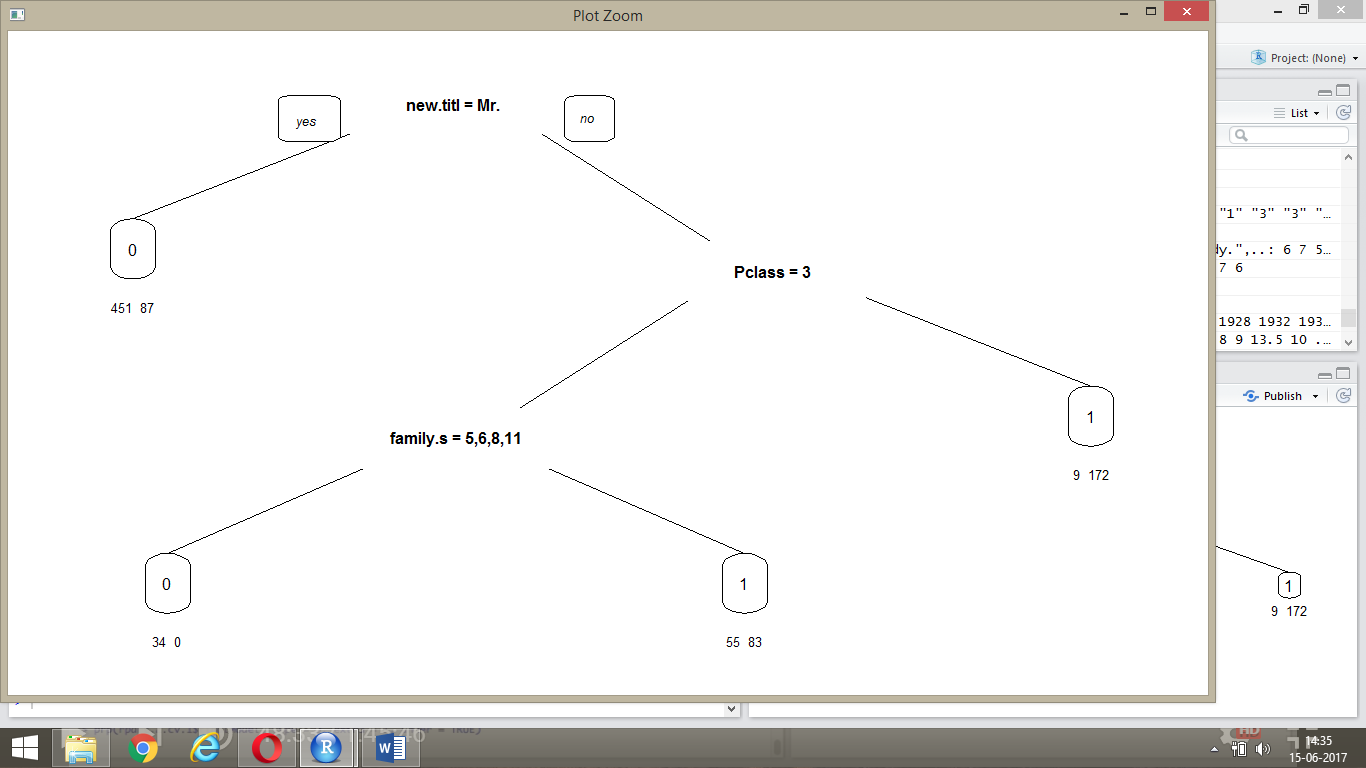 Plot Zoom
yes
new.titl = Mr.
no
0
451 87
Pclass = 3
1
9 172
family.s = 5,6,8,11
0
34 0
1
55 83
Project: (None)
List
"1" "3" "3" "…
dy.",..: 6 7 5…
7 6
1928 1932 193…
8 9 13.5 10 .…
Publish
1
9 172
HD
14:35
15-06-2017